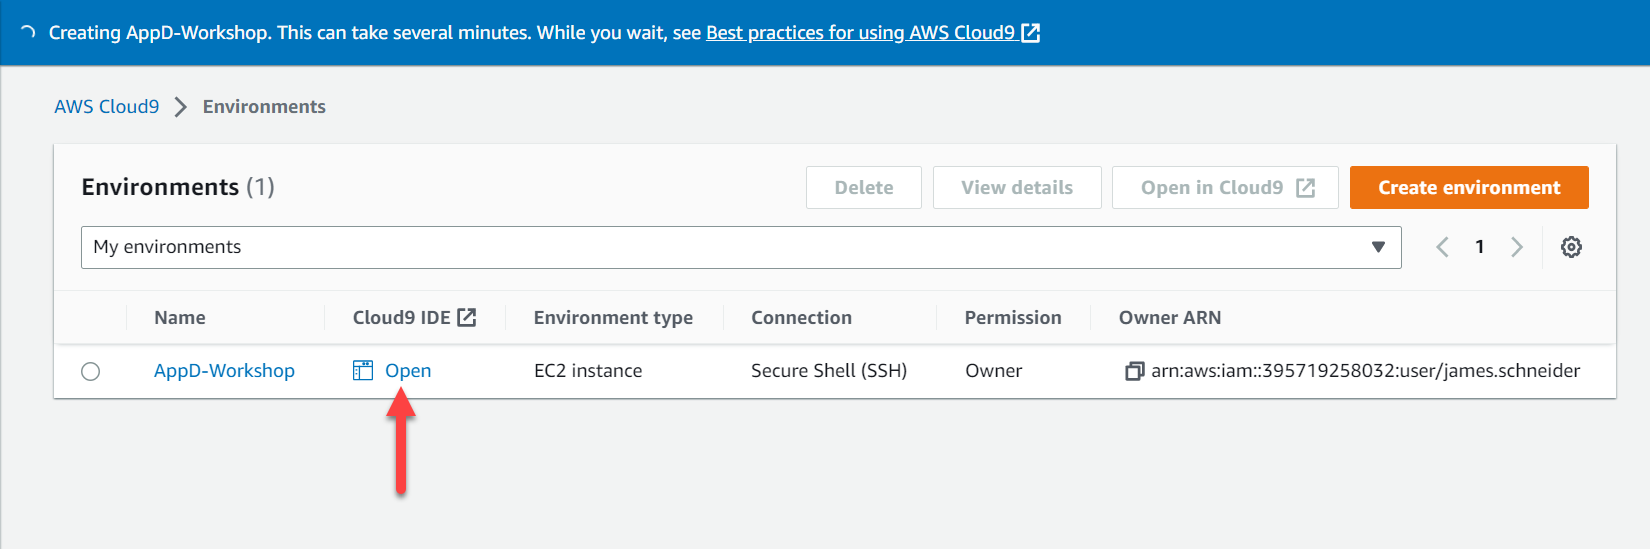 Creating AppD-Workshop. This can take several minutes. While you wait, see Best practices for using AWS Cloud9
AWS Cloud9 Environments
Environments (1) Delete View details Open in Cloud9 Create environment
My environments 1
Name Cloud9 IDE Environment type Connection Permission Owner ARN
AppD-Workshop Open EC2 instance Secure Shell (SSH) Owner arn:aws:iam::395719258032:user/james.schneider